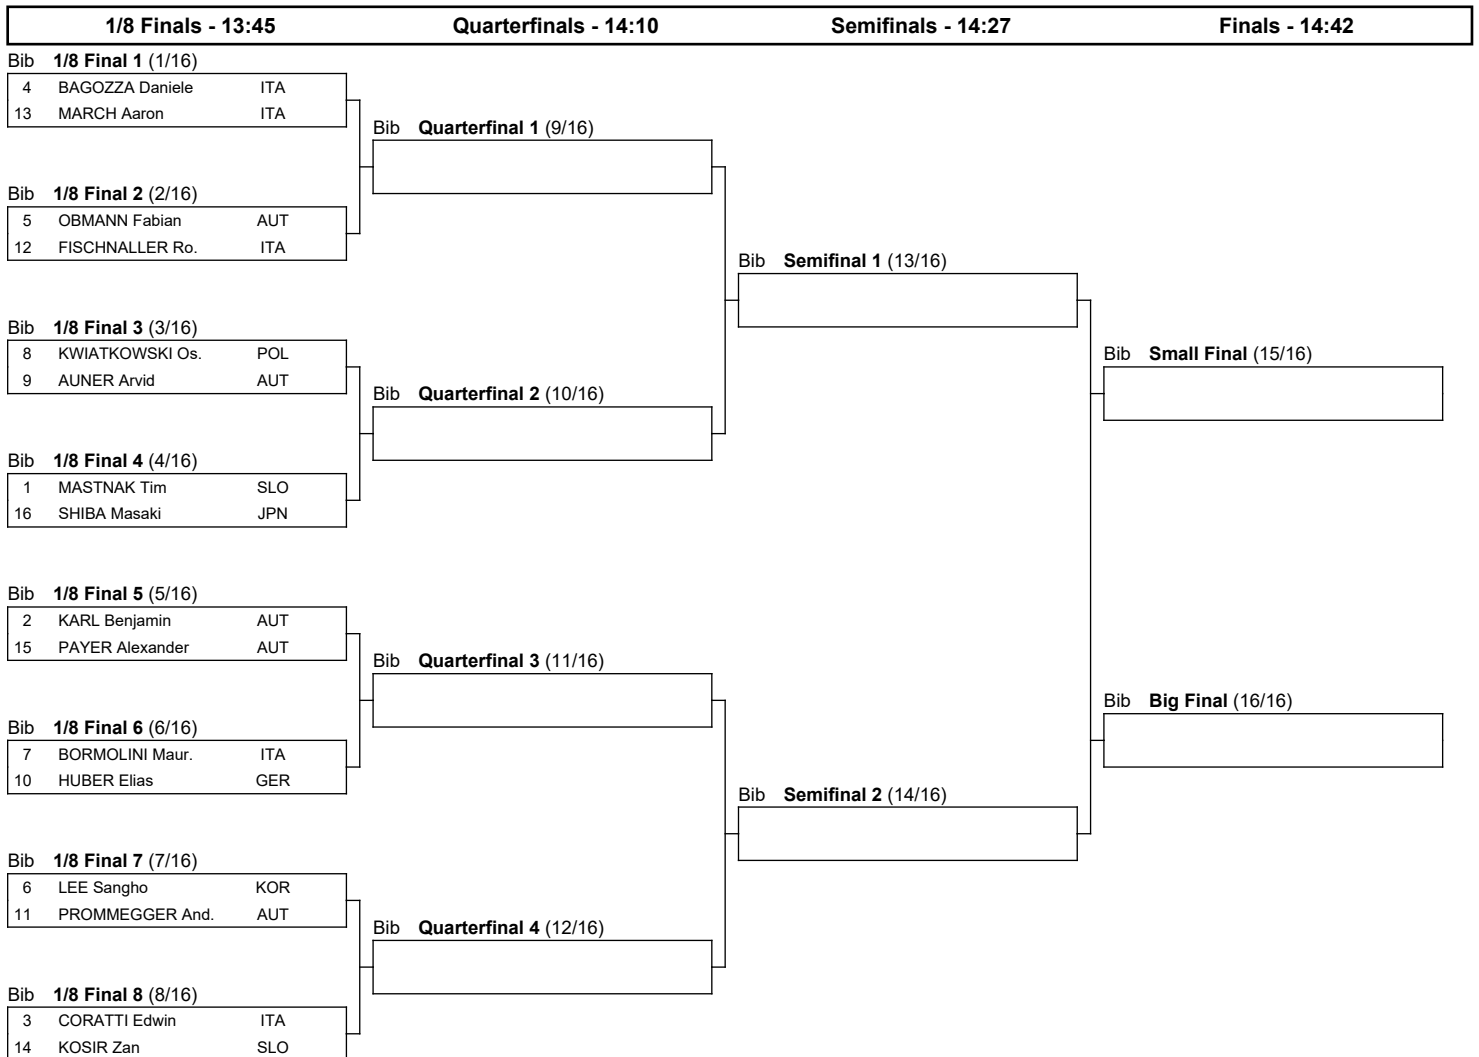 1/8 Finals - 13:45 Quarterfinals - 14:10 Semifinals - 14:27 Finals - 14:42
Bib 1/8 Final 1 (1/16)
4 BAGOZZA Daniele ITA
13 MARCH Aaron ITA
Bib Quarterfinal 1 (9/16)
Bib 1/8 Final 2 (2/16)
5 OBMANN Fabian AUT
12 FISCHNALLER Ro. ITA
Bib Semifinal 1 (13/16)
Bib 1/8 Final 3 (3/16)
8 KWIATKOWSKI Os. POL
Bib Small Final (15/16)
9 AUNER Arvid AUT
Bib Quarterfinal 2 (10/16)
Bib 1/8 Final 4 (4/16)
1 MASTNAK Tim SLO
16 SHIBA Masaki JPN
Bib 1/8 Final 5 (5/16)
2 KARL Benjamin AUT
15 PAYER Alexander AUT
Bib Quarterfinal 3 (11/16)
Bib Big Final (16/16)
Bib 1/8 Final 6 (6/16)
7 BORMOLINI Maur. ITA
10 HUBER Elias GER
Bib Semifinal 2 (14/16)
Bib 1/8 Final 7 (7/16)
6 LEE Sangho KOR
11 PROMMEGGER And. AUT
Bib Quarterfinal 4 (12/16)
Bib 1/8 Final 8 (8/16)
3 CORATTI Edwin ITA
14 KOSIR Zan SLO